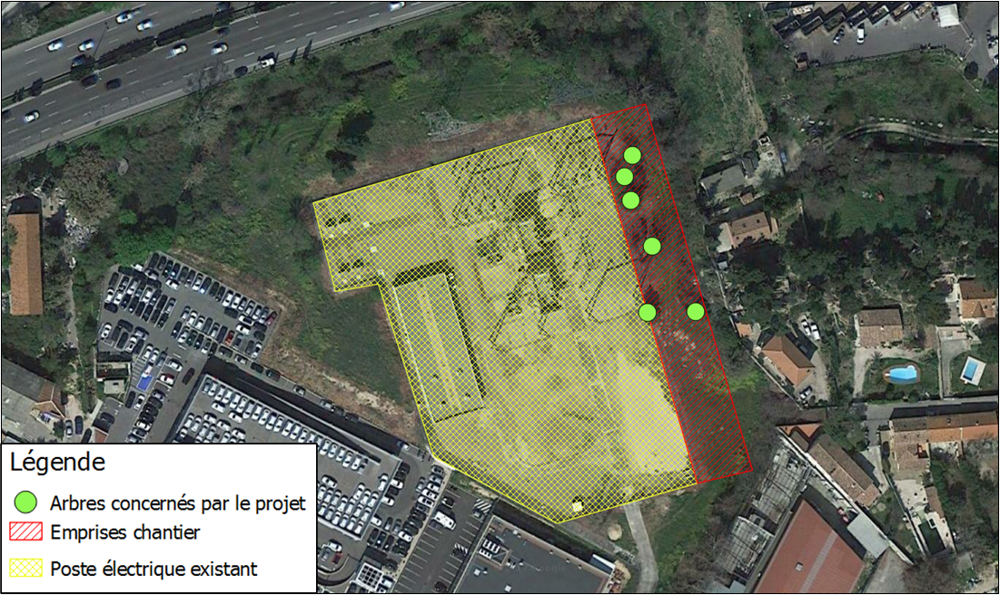 Légende
Arbres concernés par le projet
Emprises chantier
Poste électrique existant